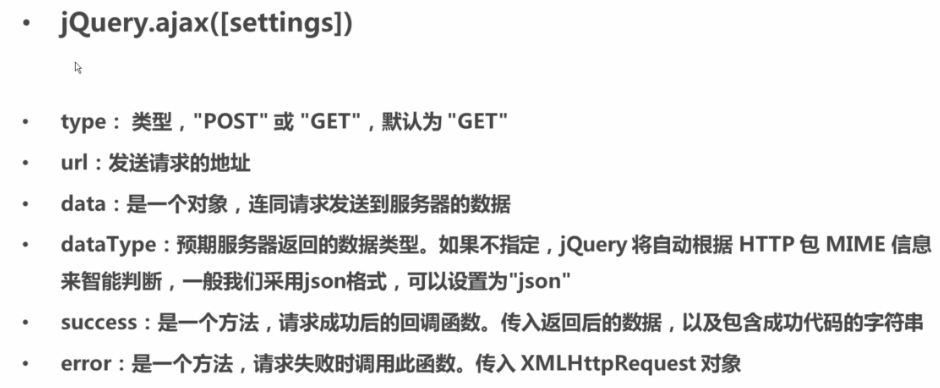 • jQuery.ajax([settings])
• type： 类型，"POST" 或 "GET"，默认为 "GET"
• url：发送请求的地址
• data：是一个对象，连同请求发送到服务器的数据
• dataType：预期服务器返回的数据类型。如果不指定，jQuery 将自动根据 HTTP 包 MIME 信息
来智能判断，一般我们采用json格式，可以设置为"json"
• success：是一个方法，请求成功后的回调函数。传入返回后的数据，以及包含成功代码的字符串
• error：是一个方法，请求失败时调用此函数。传入 XMLHttpRequest 对象